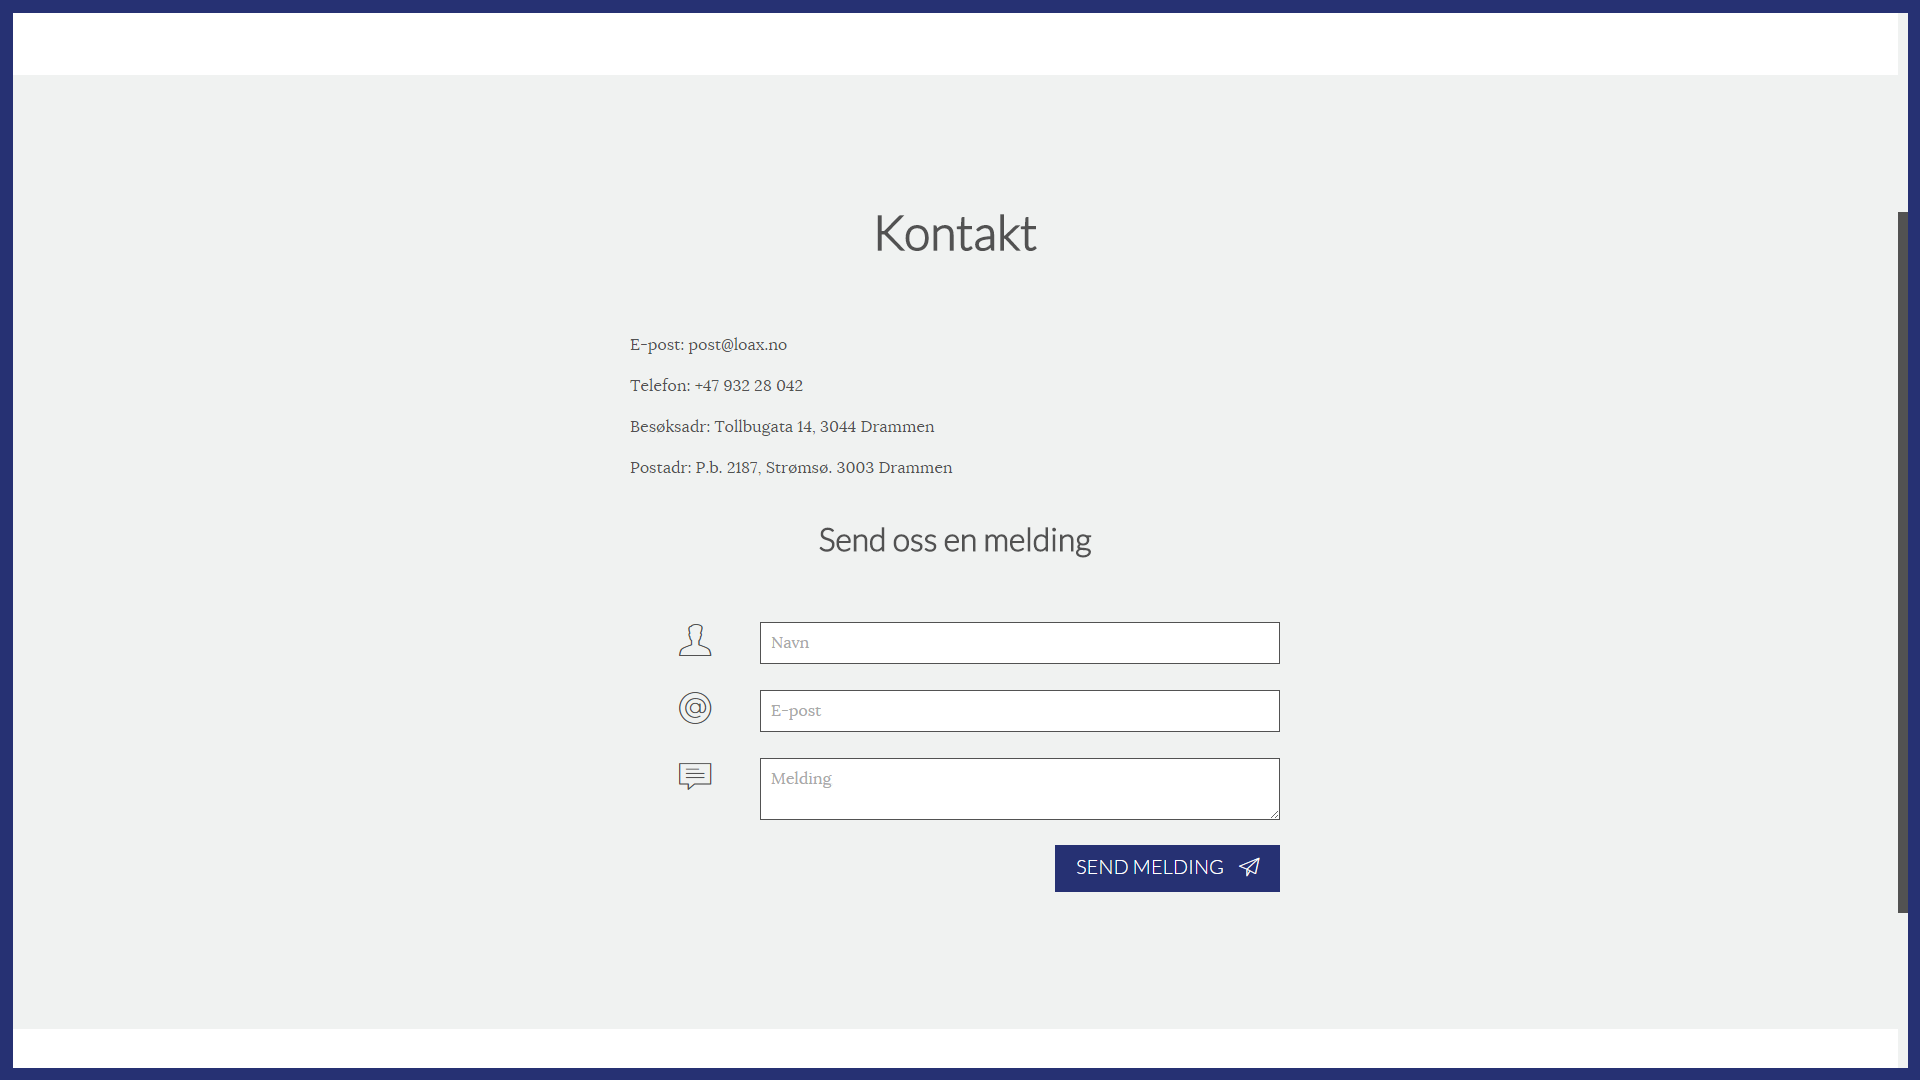 Kontakt
E-post: post@loax.no
Telefon: +47 932 28 042
Besøksadr: Tollbugata 14, 3044 Drammen
Postadr: P.b. 2187, Strømsø. 3003 Drammen
Send oss en melding
Navn
E-post
Melding
SEND MELDING